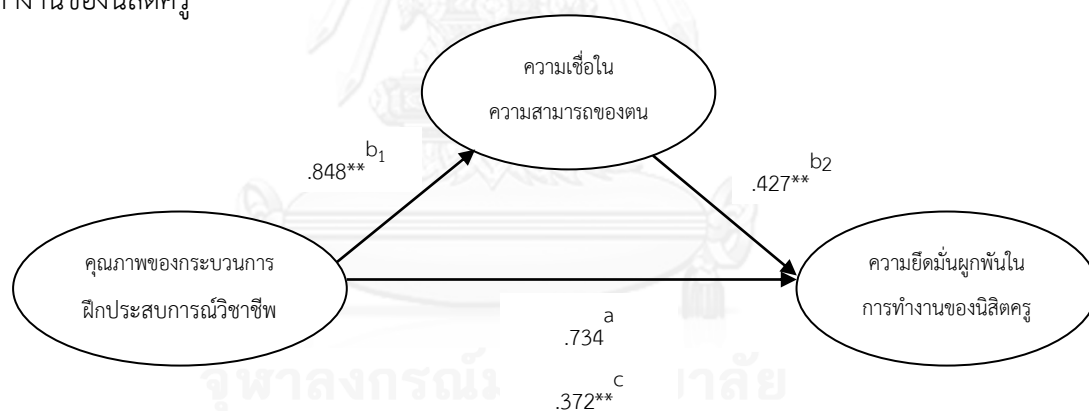 ทำงานของนิสิตครู
ความเชื่อใน
ความสามารถของตน
.848** b1
.427** b2
คุณภาพของกระบวนการ
ฝึกประสบการณ์วิชาชีพ
ความยึดมั่นผูกพันใน
การทำงานของนิสิตครู
.734 a
.372** c